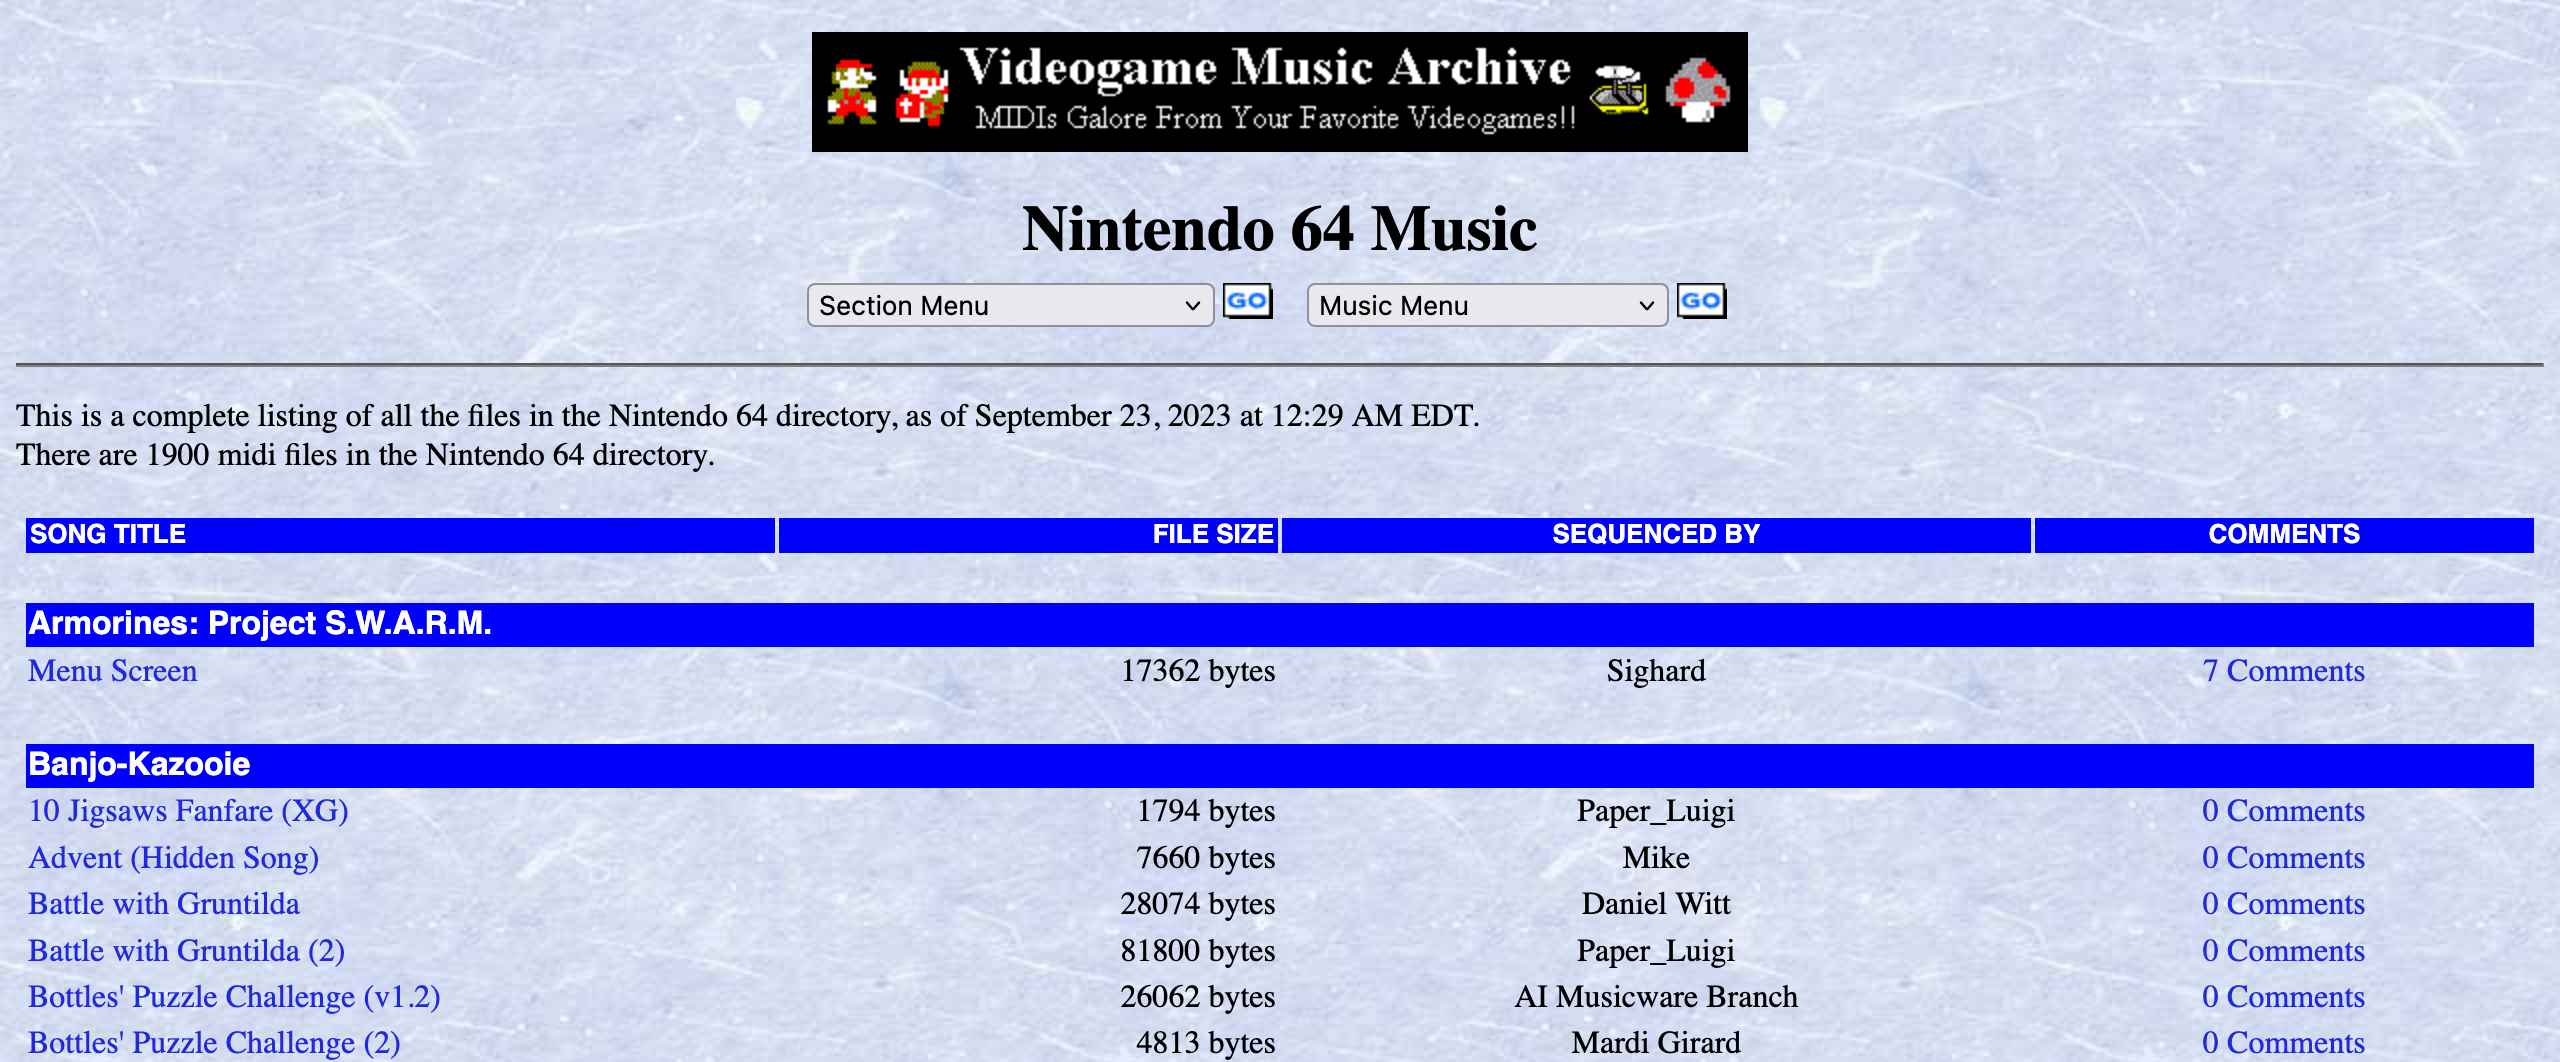 Videogame Music Archive
MIDIs Galore From Your Favorite Videogames!!
Nintendo 64 Music
Section Menu GO Music Menu GO
This is a complete listing of all the files in the Nintendo 64 directory, as of September 23, 2023 at 12:29 AM EDT.
There are 1900 midi files in the Nintendo 64 directory.
SONG TITLE FILE SIZE SEQUENCED BY COMMENTS
Armorines: Project S.W.A.R.M.
Menu Screen 17362 bytes Sighard 7 Comments
Banjo-Kazooie
10 Jigsaws Fanfare (XG) 1794 bytes Paper_Luigi 0 Comments
Advent (Hidden Song) 7660 bytes Mike 0 Comments
Battle with Gruntilda 28074 bytes Daniel Witt 0 Comments
Battle with Gruntilda (2) 81800 bytes Paper_Luigi 0 Comments
Bottles' Puzzle Challenge (v1.2) 26062 bytes AI Musicware Branch 0 Comments
Bottles' Puzzle Challenge (2) 4813 bytes Mardi Girard 0 Comments